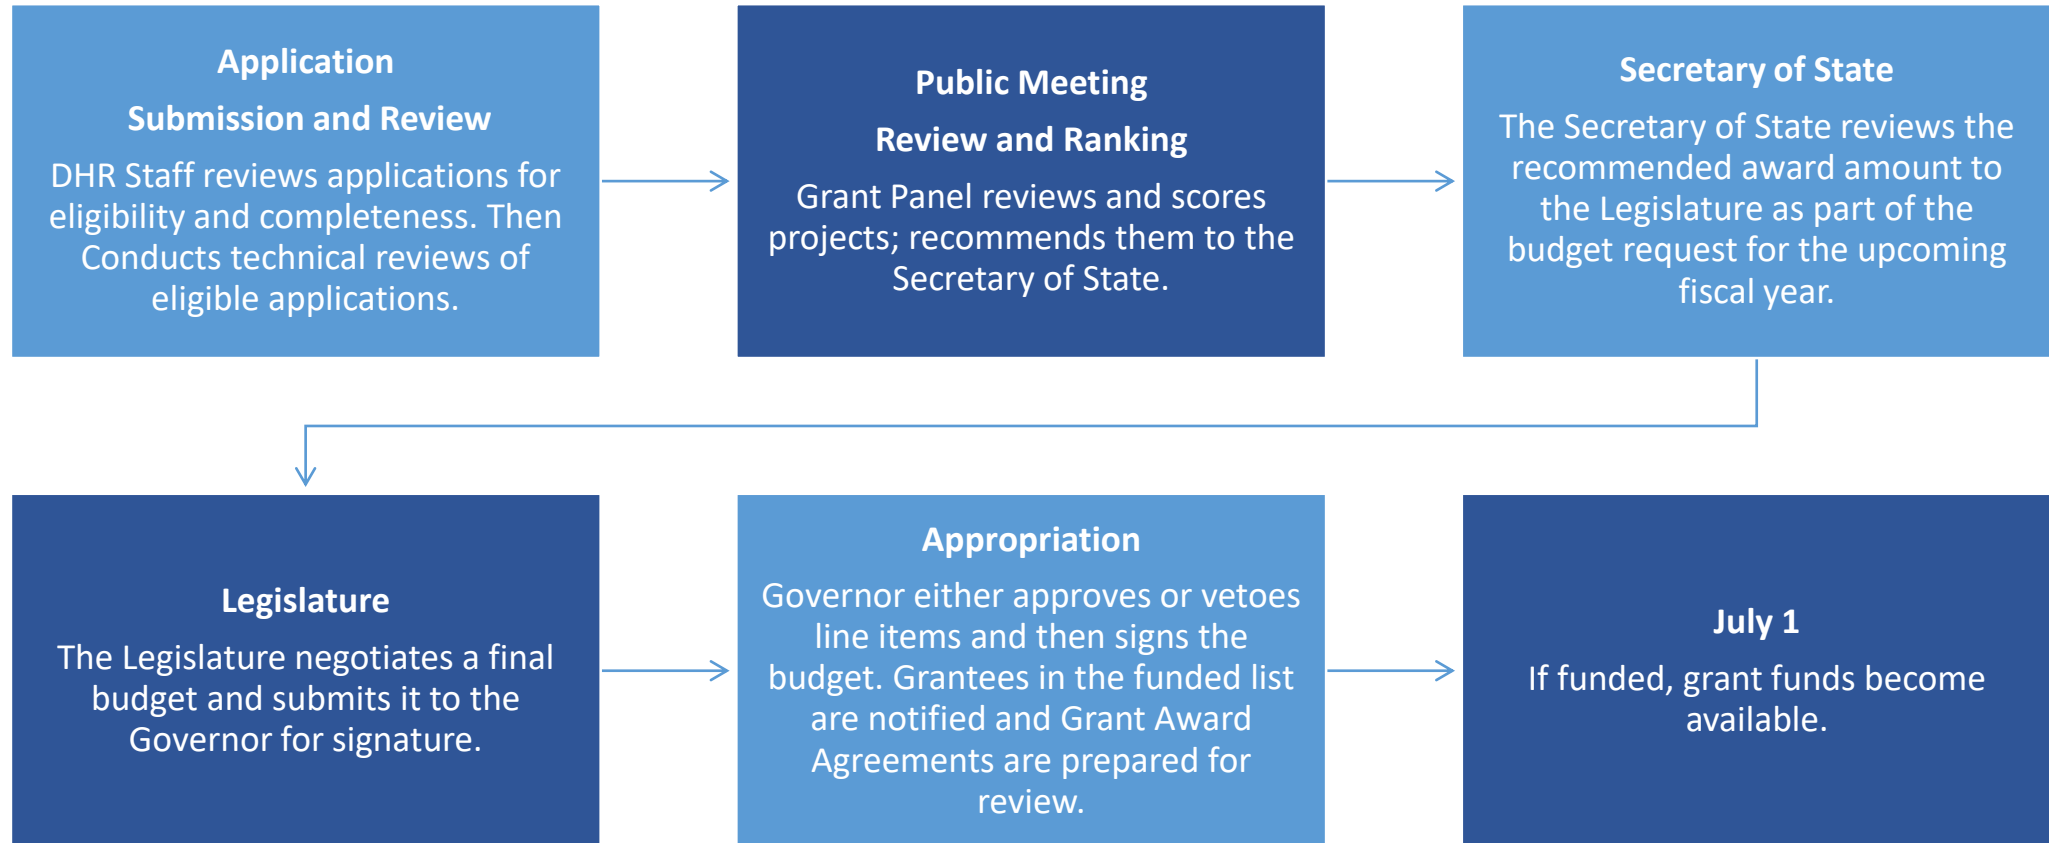 Application
Submission and Review
DHR Staff reviews applications for
eligibility and completeness. Then
Conducts technical reviews of
eligible applications.
Public Meeting
Review and Ranking
Grant Panel reviews and scores
projects; recommends them to the
Secretary of State.
Secretary of State
The Secretary of State reviews the
recommended award amount to
the Legislature as part of the
budget request for the upcoming
fiscal year.
Legislature
The Legislature negotiates a final
budget and submits it to the
Governor for signature.
Appropriation
Governor either approves or vetoes
line items and then signs the
budget. Grantees in the funded list
are notified and Grant Award
Agreements are prepared for
review.
July 1
If funded, grant funds become
available.